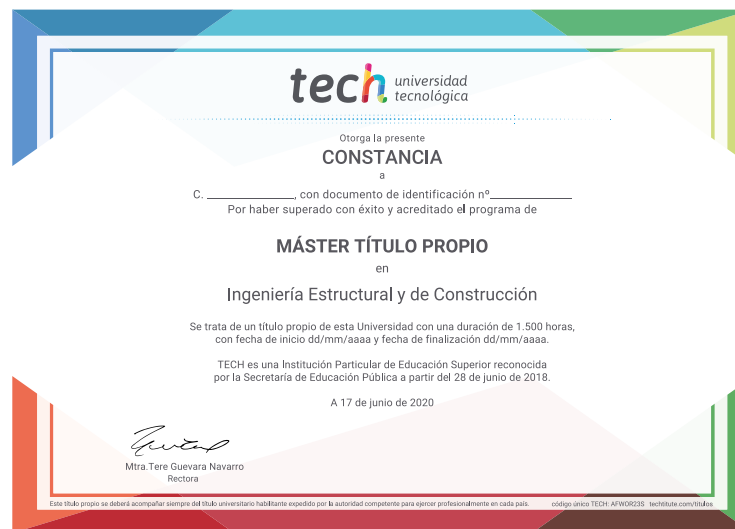 tech universidad
tecnológica
Otorga la presente
CONSTANCIA
a
C. ________________, con documento de identificación nº____________
Por haber superado con éxito y acreditado el programa de
MÁSTER TÍTULO PROPIO
en
Ingeniería Estructural y de Construcción
Se trata de un título propio de esta Universidad con una duración de 1.500 horas,
con fecha de inicio dd/mm/aaaa y fecha de finalización dd/mm/aaaa.
TECH es una Institución Particular de Educación Superior reconocida
por la Secretaría de Educación Pública a partir del 28 de junio de 2018.
A 17 de junio de 2020
Mtra.Tere Guevara Navarro
Rectora
Este título propio se deberá acompañar siempre del título universitario habilitante expedido por la autoridad competente para ejercer profesionalmente en cada país. código único TECH: AFWOR23S techtitute.com/titulos